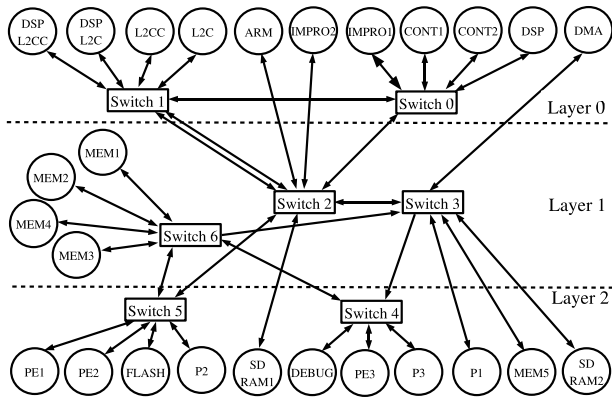 DSP L2CC
DSP L2C
L2CC
L2C
ARM
IMPRO2
IMPRO1
CONT1
CONT2
DSP
DMA
Switch 1
Switch 0
Layer 0
MEM1
MEM2
MEM4
MEM3
Switch 2
Switch 3
Layer 1
Switch 6
Layer 2
Switch 5
Switch 4
PE1
PE2
FLASH
P2
SD RAM1
DEBUG
PE3
P3
P1
MEM5
SD RAM2